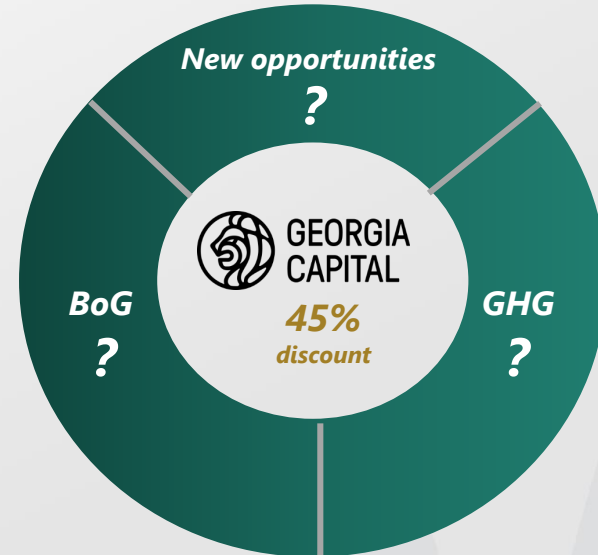 New opportunities
?
GEORGIA
CAPITAL
45%
discount
BoG
?
GHG
?